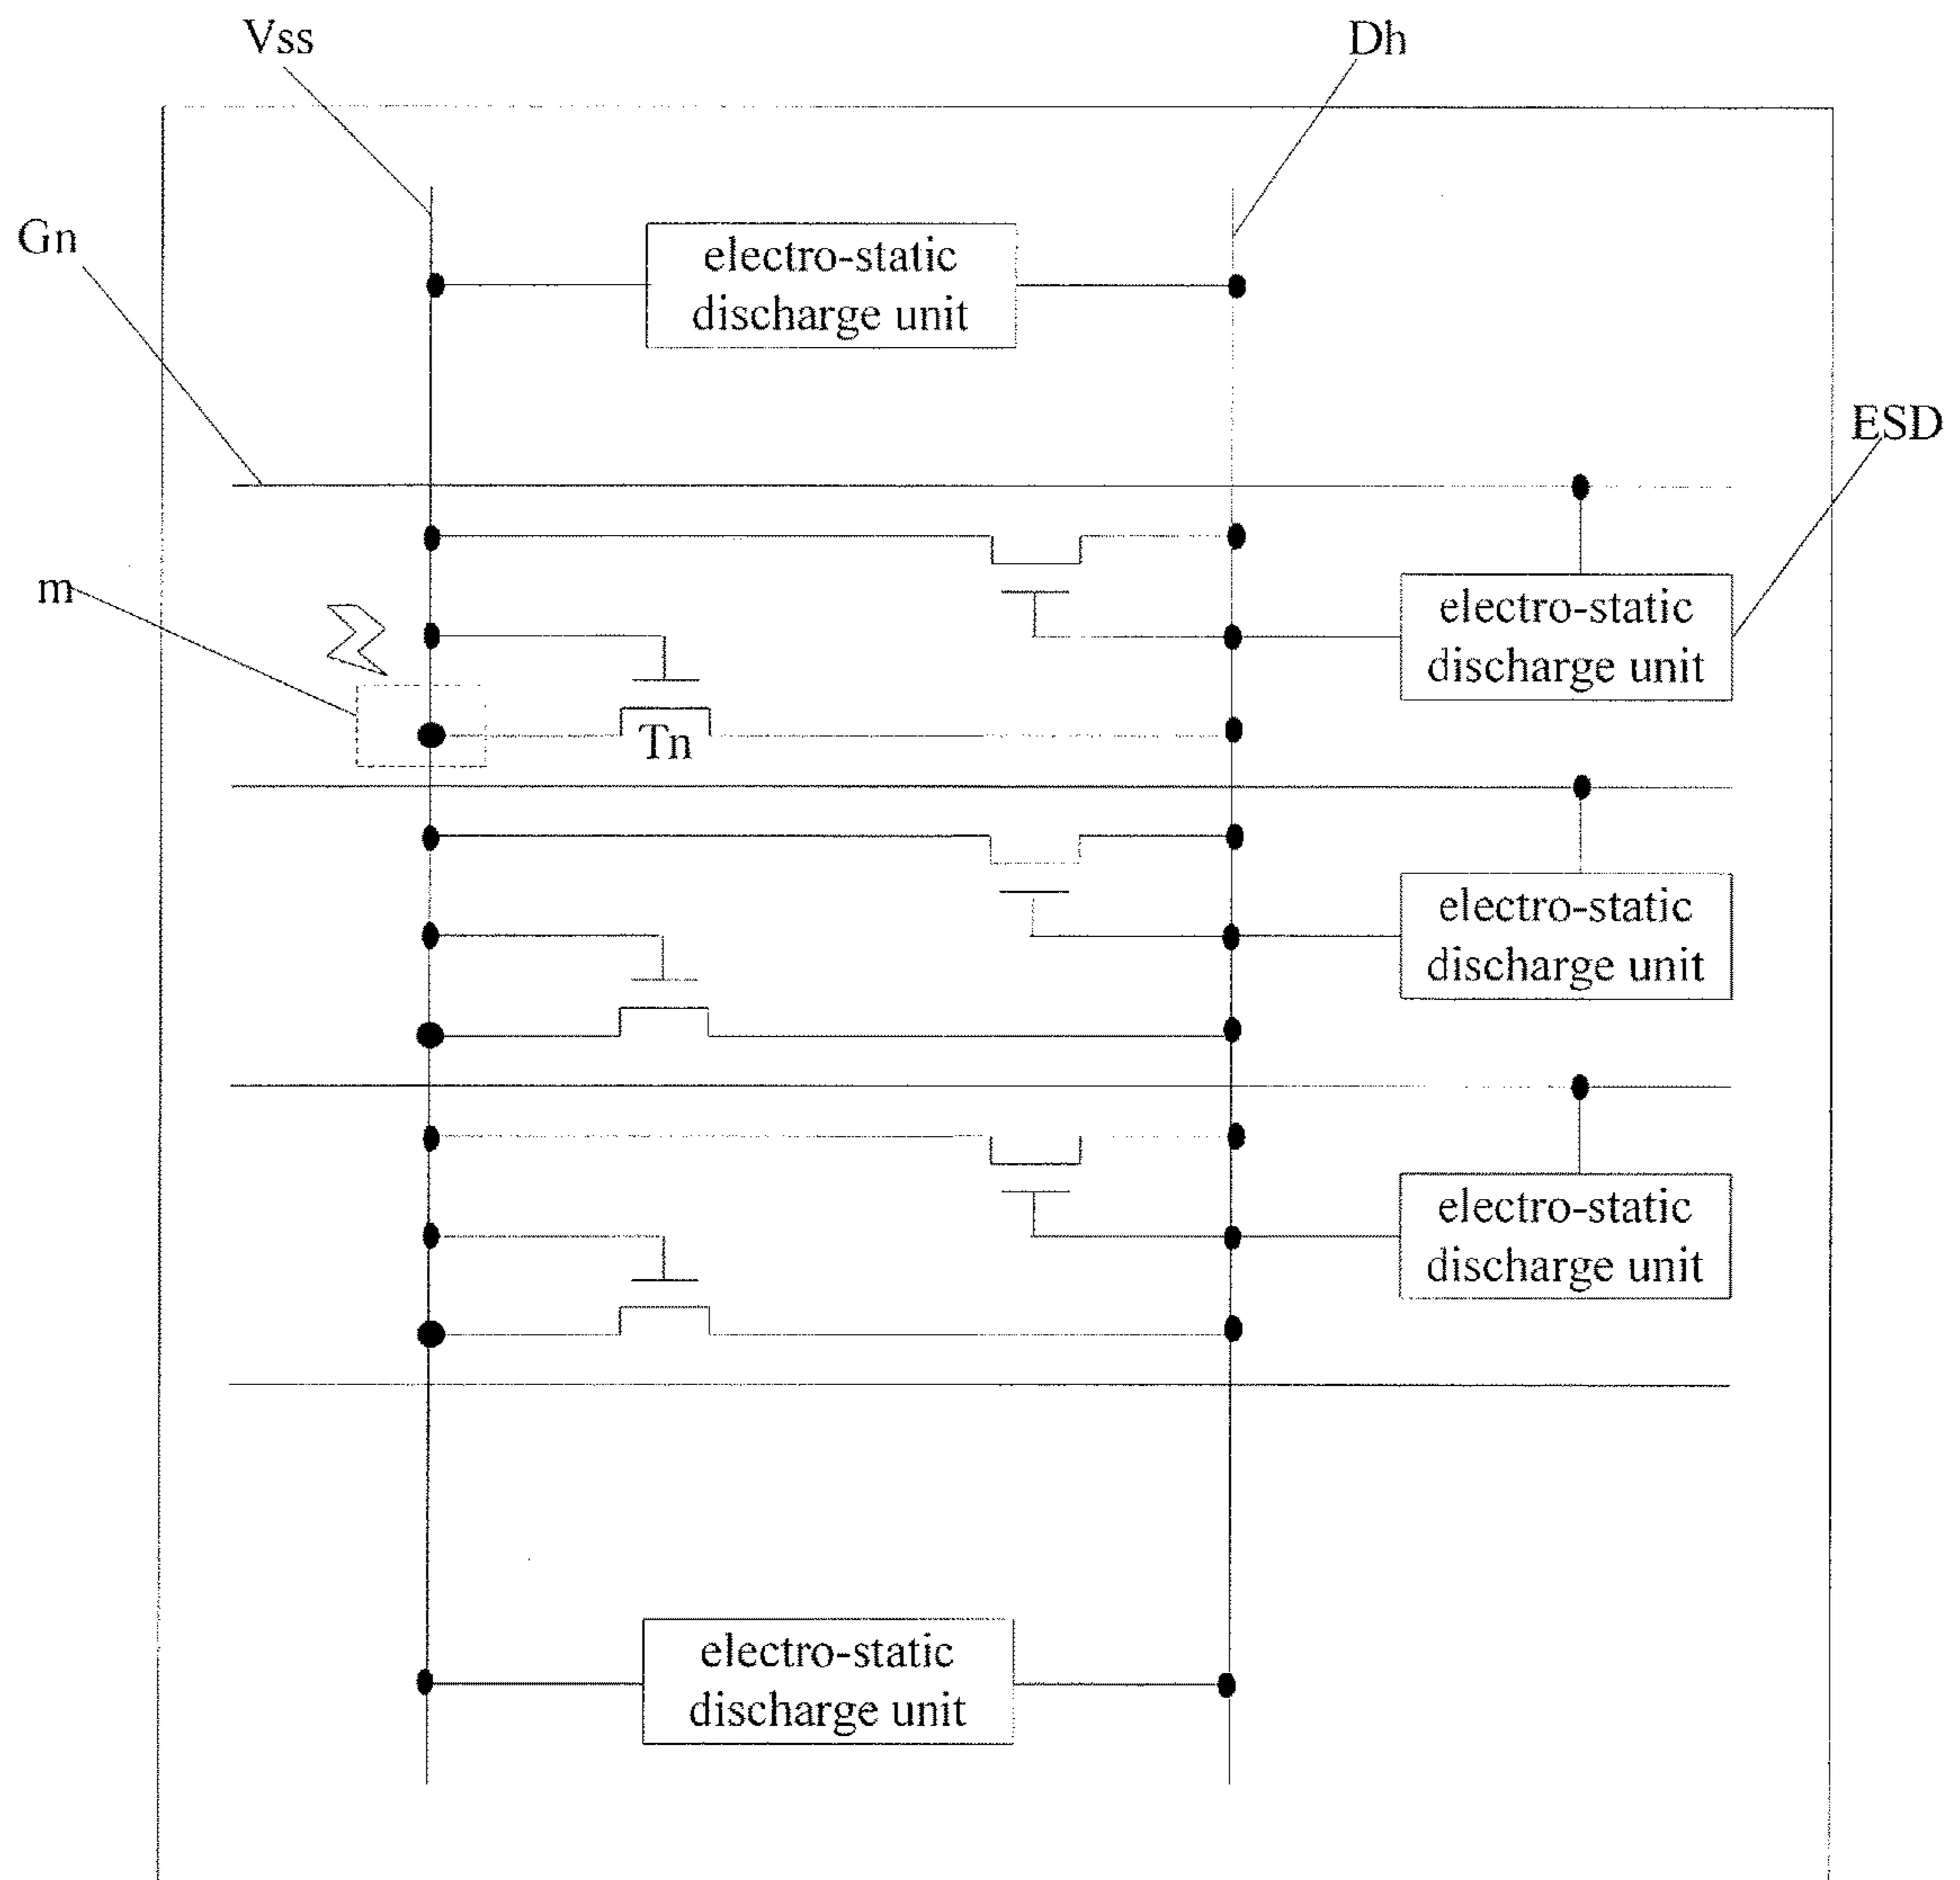 Vss
Dh
Gn
electro-static
discharge unit
ESD
m
electro-static
discharge unit
Tn
electro-static
discharge unit
electro-static
discharge unit
electro-static
discharge unit